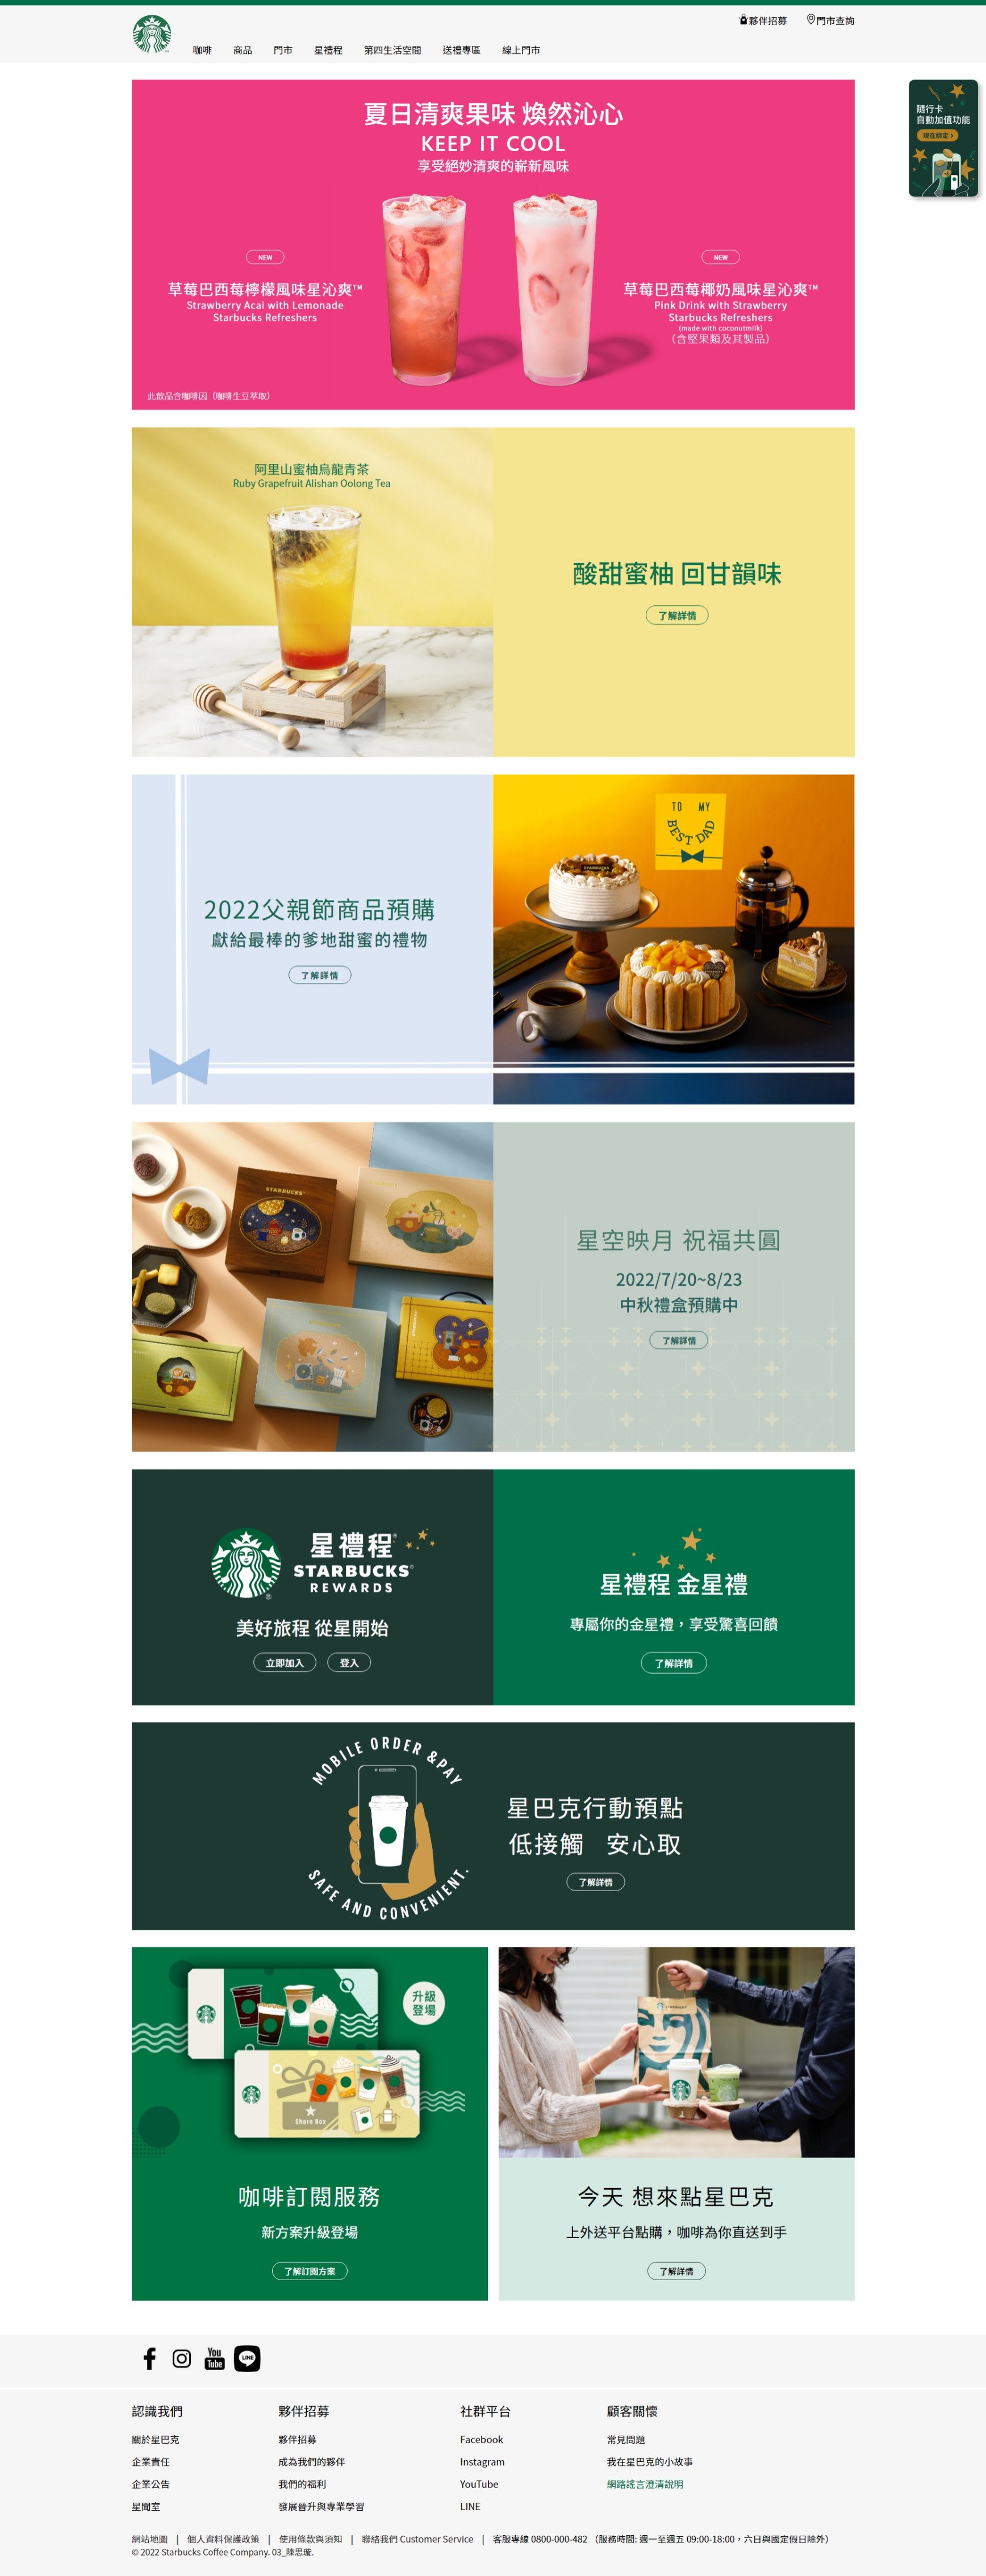 夥伴招募
門市查詢
咖啡
商品
門市
星禮程
第四生活空間
送禮專區
線上門市
隨行卡
自動加值功能
現在綁定
夏日清爽果味 煥然沁心
KEEP IT COOL
享受絕妙清爽的嶄新風味
NEW
草莓巴西莓檸檬風味星沁爽™
Strawberry Acai with Lemonade
Starbucks Refreshers
NEW
草莓巴西莓椰奶風味星沁爽™
Pink Drink with Strawberry
Starbucks Refreshers
(made with coconutmilk)
(含堅果類及其製品)
此飲品含咖啡因（咖啡生豆萃取）
阿里山蜜柚烏龍青茶
Ruby Grapefruit Alishan Oolong Tea
酸甜蜜柚 回甘韻味
了解詳情
2022父親節商品預購
獻給最棒的爹地甜蜜的禮物
了解詳情
TO MY
BEST DAD
STARBUCKS
星空映月 祝福共圓
2022/7/20~8/23
中秋禮盒預購中
了解詳情
星禮程®
STARBUCKS®
REWARDS
美好旅程 從星開始
立即加入
登入
星禮程 金星禮
專屬你的金星禮，享受驚喜回饋
了解詳情
MOBILE ORDER &PAY
SAFE AND CONVENIENT.
星巴克行動預點
低接觸 安心取
了解詳情
升級
登場
Share Box
咖啡訂閱服務
新方案升級登場
了解訂閱方案
今天 想來點星巴克
上外送平台點購，咖啡為你直送到手
了解詳情
You
Tube
LINE
認識我們
關於星巴克
企業責任
企業公告
星聞室
夥伴招募
夥伴招募
成為我們的夥伴
我們的福利
發展晉升與專業學習
社群平台
Facebook
Instagram
YouTube
LINE
顧客關懷
常見問題
我在星巴克的小故事
網路謠言澄清說明
網站地圖 | 個人資料保護政策 | 使用條款與須知 | 聯絡我們 Customer Service | 客服專線 0800-000-482 （服務時間: 週一至週五 09:00-18:00，六日與國定假日除外）
© 2022 Starbucks Coffee Company. 03_陳思璇.